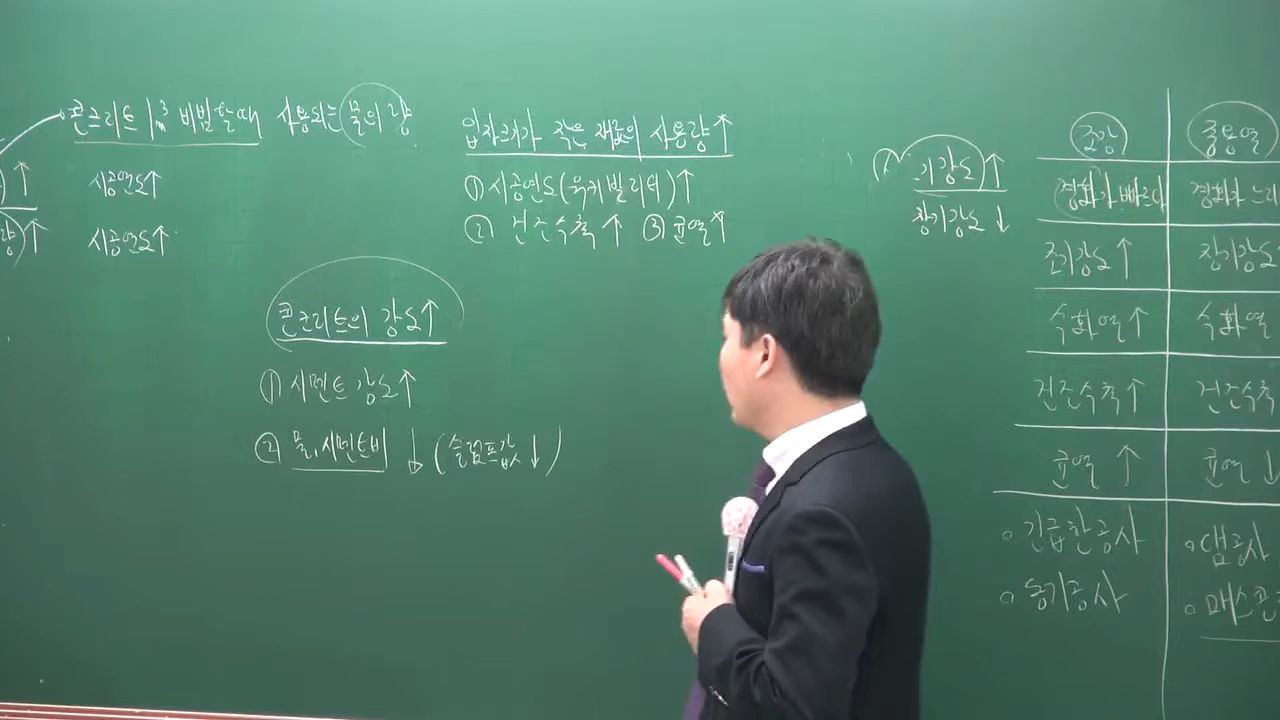 콘크리트 1m³ 비빔할때 사용되는 물의 량
↑ 시공연도↑
량)↑ 시공연도↑
입자크기가 작은 재료의 사용량↑
① 시공연도(워커빌리티)↑
② 건조수축↑ ③ 균열↑
콘크리트의 강도↑
① 시멘트 강도↑
② 물.시멘트비 ↓ (슬럼프값↓)
기강도↑
장기강도↓
조강 중용열
경화가 빠르다 경화가 느리
조기강도↑ 장기강도
수화열↑ 수화열
건조수축↑ 건조수축
균열↑ 균열↓
○ 긴급한공사 ○ 댐공사
○ 동기공사 ○ 매스콘